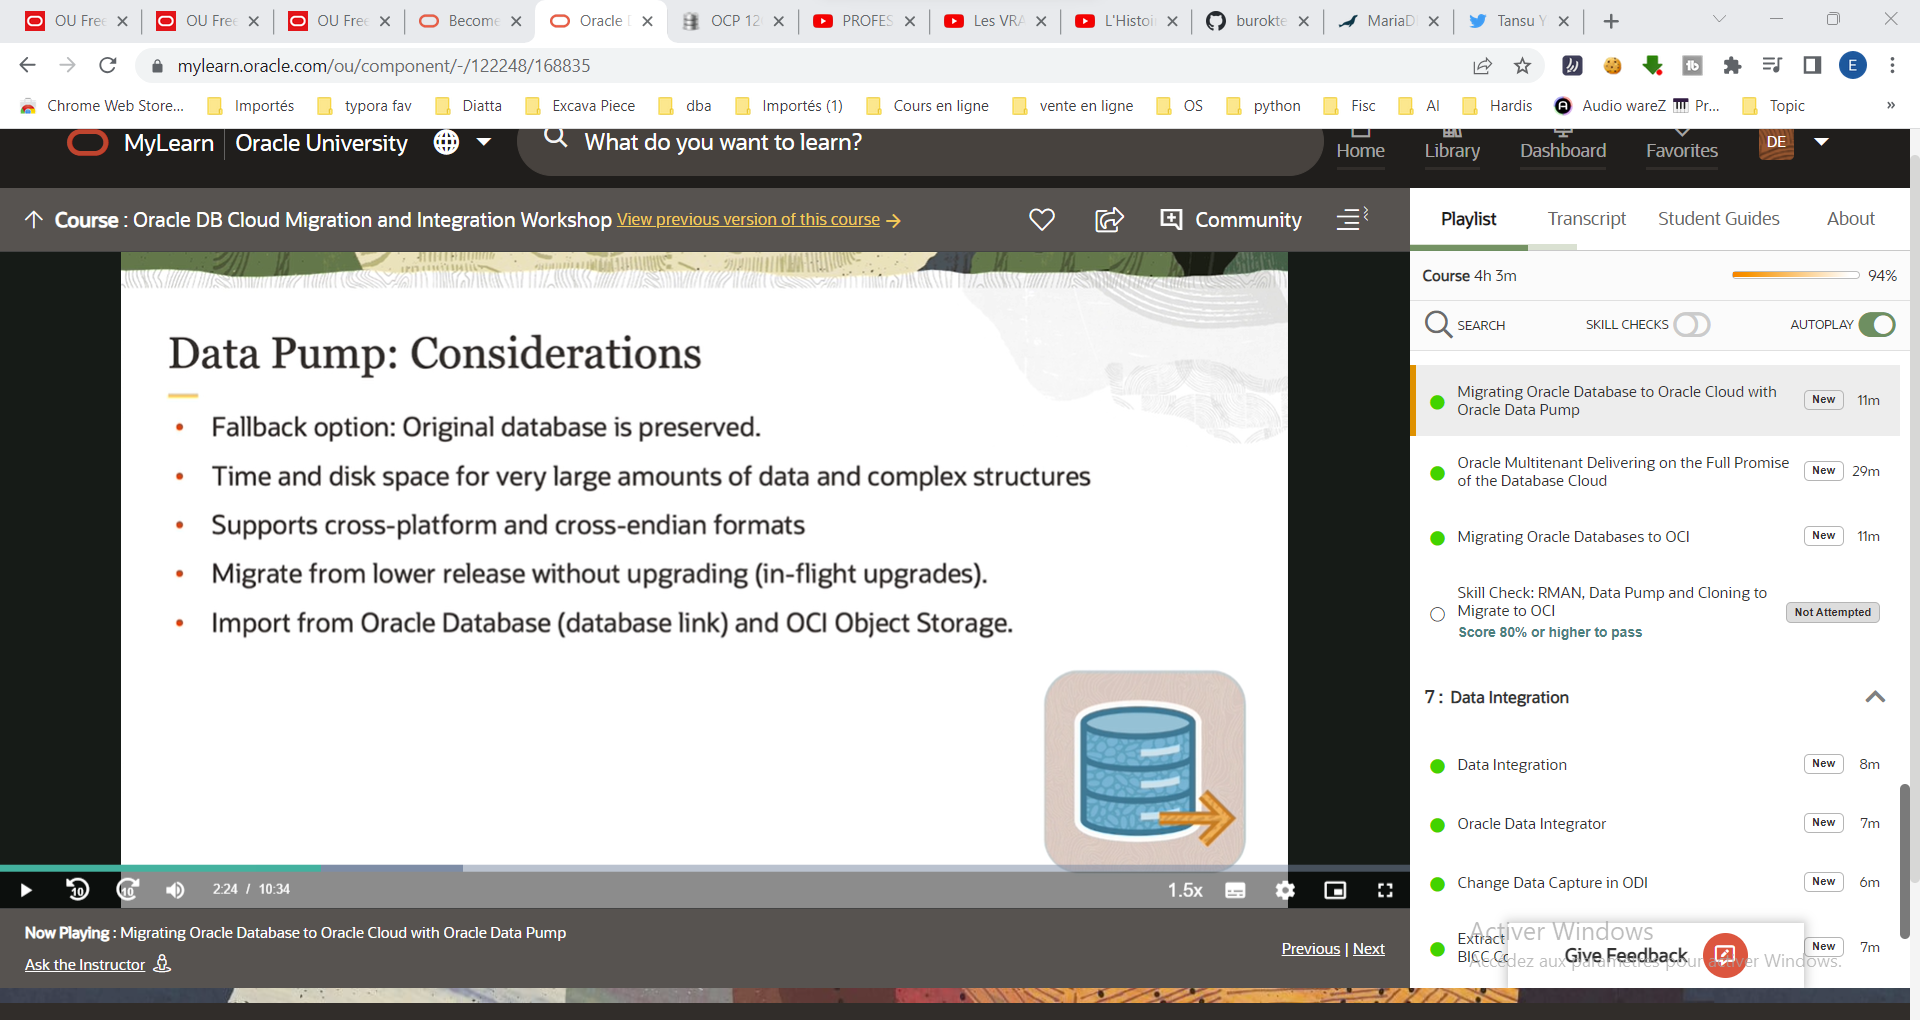 OU Free
OU Free
OU Free
Become
Oracle
OCP 12
PROFES
Les VRA
L'Histoi
burokte
MariaD
Tansu Y
mylearn.oracle.com/ou/component/-/122248/168835
E
Chrome Web Store...
Importés
typora fav
Diatta
Excava Piece
dba
Importés (1)
Cours en ligne
vente en ligne
OS
python
Fisc
AI
Hardis
Audio wareZ
Pr...
Topic
»
MyLearn
Oracle University
What do you want to learn?
Home
Library
Dashboard
Favorites
DE
Course : Oracle DB Cloud Migration and Integration Workshop View previous version of this course
Community
Playlist
Transcript
Student Guides
About
Course 4h 3m
94%
SEARCH
SKILL CHECKS
AUTOPLAY
Data Pump: Considerations
• Fallback option: Original database is preserved.
• Time and disk space for very large amounts of data and complex structures
• Supports cross-platform and cross-endian formats
• Migrate from lower release without upgrading (in-flight upgrades).
• Import from Oracle Database (database link) and OCI Object Storage.
Migrating Oracle Database to Oracle Cloud with
Oracle Data Pump
New
11m
Oracle Multitenant Delivering on the Full Promise
of the Database Cloud
New
29m
Migrating Oracle Databases to OCI
New
11m
Skill Check: RMAN, Data Pump and Cloning to
Migrate to OCI
Score 80% or higher to pass
Not Attempted
7 : Data Integration
Data Integration
New
8m
Oracle Data Integrator
New
7m
Change Data Capture in ODI
New
6m
Extract
BICC Co
New
7m
Activer Windows
Accédez aux paramètres pour activer Windows.
Give Feedback
10
10
2:24 / 10:34
1.5x
Now Playing : Migrating Oracle Database to Oracle Cloud with Oracle Data Pump
Ask the Instructor
Previous | Next